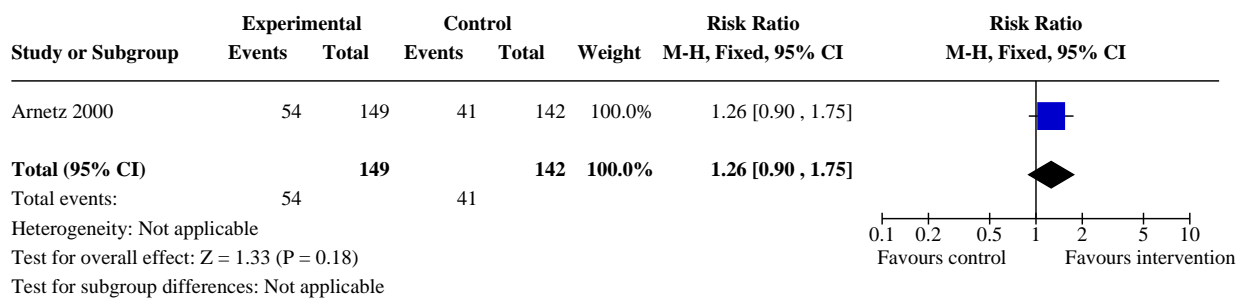 Experimental Control Risk Ratio Risk Ratio
Study or Subgroup Events Total Events Total Weight M-H, Fixed, 95% CI M-H, Fixed, 95% CI
Arnetz 2000 54 149 41 142 100.0% 1.26 [0.90 , 1.75]
Total (95% CI) 149 142 100.0% 1.26 [0.90 , 1.75]
Total events: 54 41
Heterogeneity: Not applicable
0.1 0.2 0.5 1 2 5 10
Test for overall effect: Z = 1.33 (P = 0.18)
Favours control Favours intervention
Test for subgroup differences: Not applicable